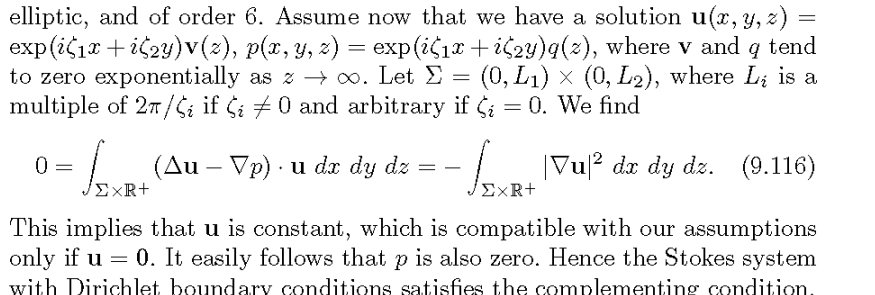 elliptic, and of order 6. Assume now that we have a solution u(x, y, z) =
exp(iζ₁x + iζ₂y)v(z), p(x, y, z) = exp(iζ₁x + iζ₂y)q(z), where v and q tend
to zero exponentially as z → ∞. Let Σ = (0, L₁) × (0, L₂), where Lᵢ is a
multiple of 2π/ζᵢ if ζᵢ ≠ 0 and arbitrary if ζᵢ = 0. We find
0 = ∫_{Σ×ℝ+} (Δu − ∇p) · u dx dy dz = − ∫_{Σ×ℝ+} |∇u|² dx dy dz. (9.116)
This implies that u is constant, which is compatible with our assumptions
only if u = 0. It easily follows that p is also zero. Hence the Stokes system
with Dirichlet boundary conditions satisfies the complementing condition.